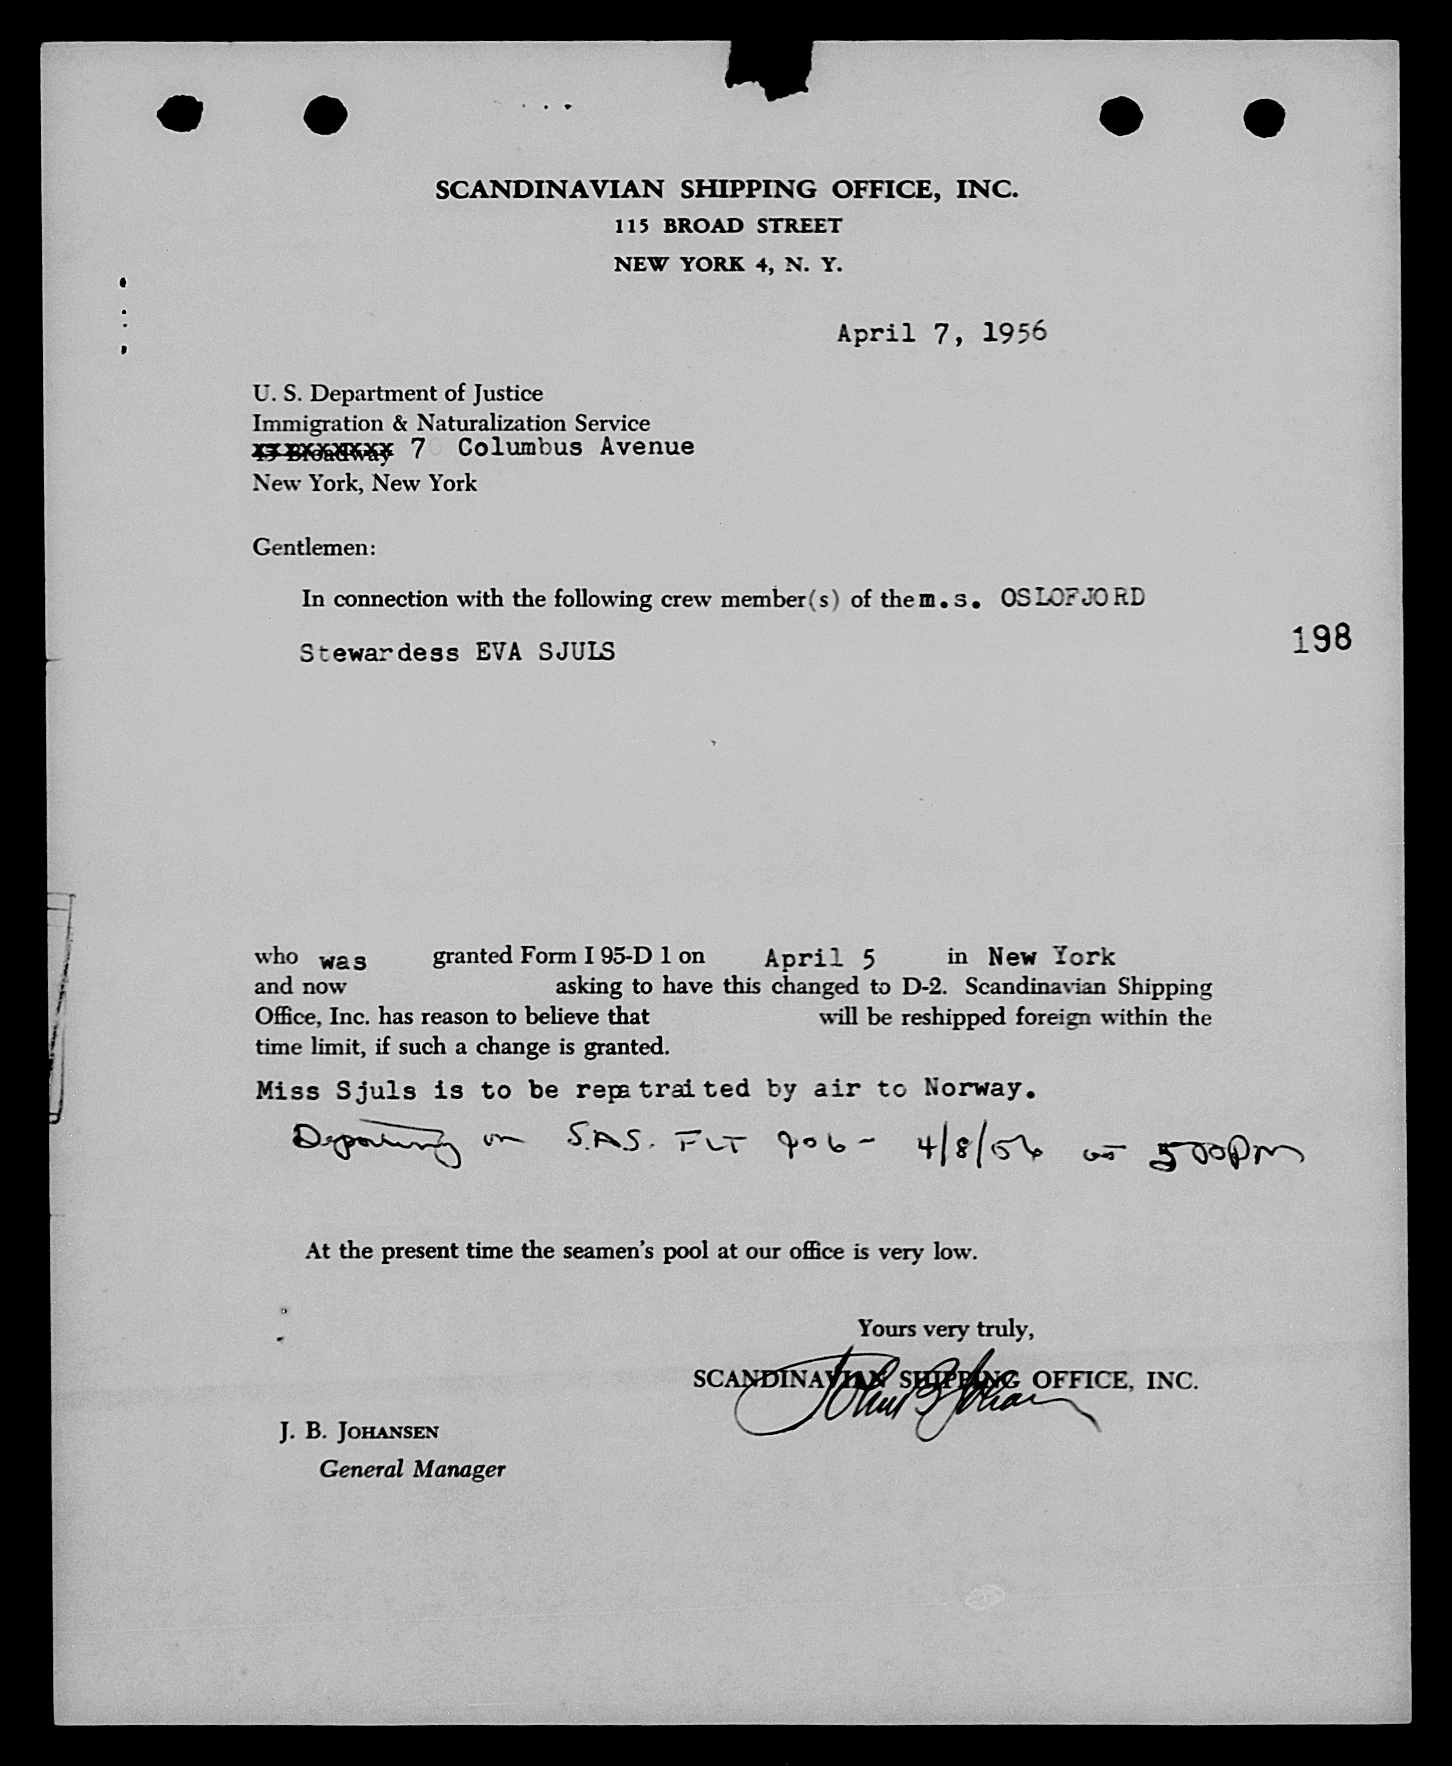 SCANDINAVIAN SHIPPING OFFICE, INC.
115 BROAD STREET
NEW YORK 4, N. Y.
April 7, 1956
U. S. Department of Justice
Immigration & Naturalization Service
15 Broadway 70 Columbus Avenue
New York, New York
Gentlemen:
In connection with the following crew member(s) of the m.s. OSLOFJORD
198
Stewardess EVA SJULS
who was granted Form I 95-D 1 on April 5 in New York
and now asking to have this changed to D-2. Scandinavian Shipping
Office, Inc. has reason to believe that will be reshipped foreign within the
time limit, if such a change is granted.
Miss Sjuls is to be repatraited by air to Norway.
Departing on S.A.S. FLT 906 - 4/8/56 at 500PM
At the present time the seamen's pool at our office is very low.
Yours very truly,
SCANDINAVIAN SHIPPING OFFICE, INC.
J. B. JOHANSEN
General Manager